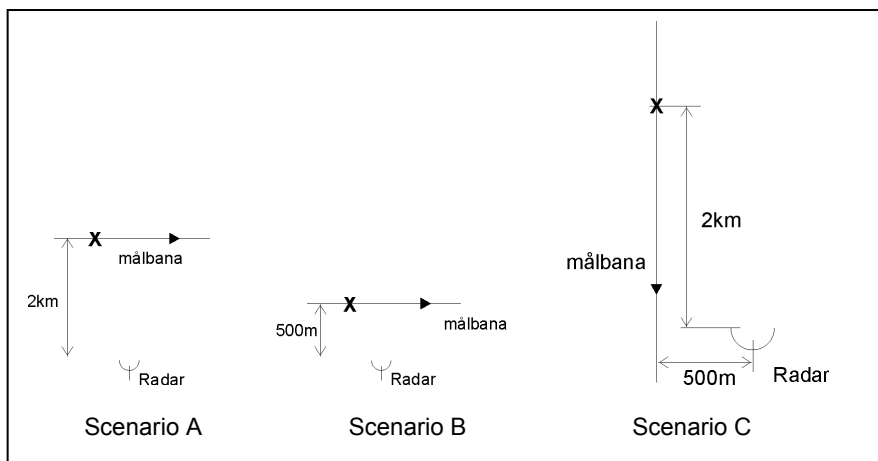 X
målbana
2km
Radar
Scenario A
X
målbana
500m
Radar
Scenario B
X
2km
målbana
500m
Radar
Scenario C